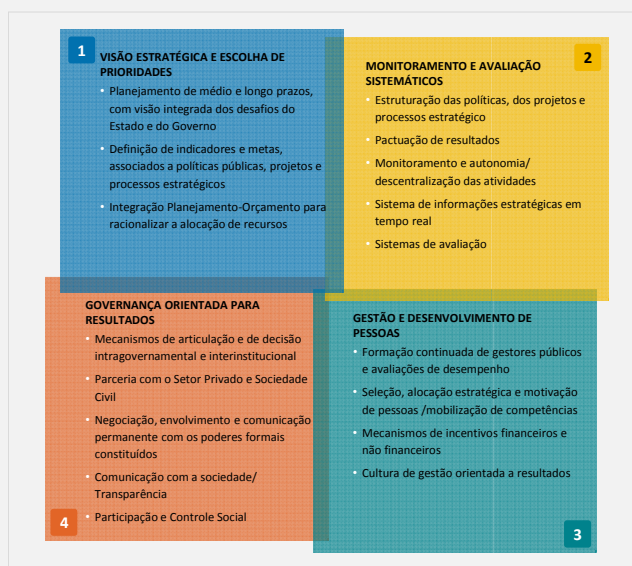 1
VISÃO ESTRATÉGICA E ESCOLHA DE
PRIORIDADES
• Planejamento de médio e longo prazos,
com visão integrada dos desafios do
Estado e do Governo
• Definição de indicadores e metas,
associados a políticas públicas, projetos e
processos estratégicos
• Integração Planejamento-Orçamento para
racionalizar a alocação de recursos
2
MONITORAMENTO E AVALIAÇÃO
SISTEMÁTICOS
• Estruturação das políticas, dos projetos e
processos estratégico
• Pactuação de resultados
• Monitoramento e autonomia/
descentralização das atividades
• Sistema de informações estratégicas em
tempo real
• Sistemas de avaliação
GESTÃO E DESENVOLVIMENTO DE
PESSOAS
• Formação continuada de gestores públicos
e avaliações de desempenho
• Seleção, alocação estratégica e motivação
de pessoas /mobilização de competências
• Mecanismos de incentivos financeiros e
não financeiros
• Cultura de gestão orientada a resultados
3
GOVERNANÇA ORIENTADA PARA
RESULTADOS
• Mecanismos de articulação e de decisão
intragovernamental e interinstitucional
• Parceria com o Setor Privado e Sociedade
Civil
• Negociação, envolvimento e comunicação
permanente com os poderes formais
constituídos
• Comunicação com a sociedade/
Transparência
• Participação e Controle Social
4